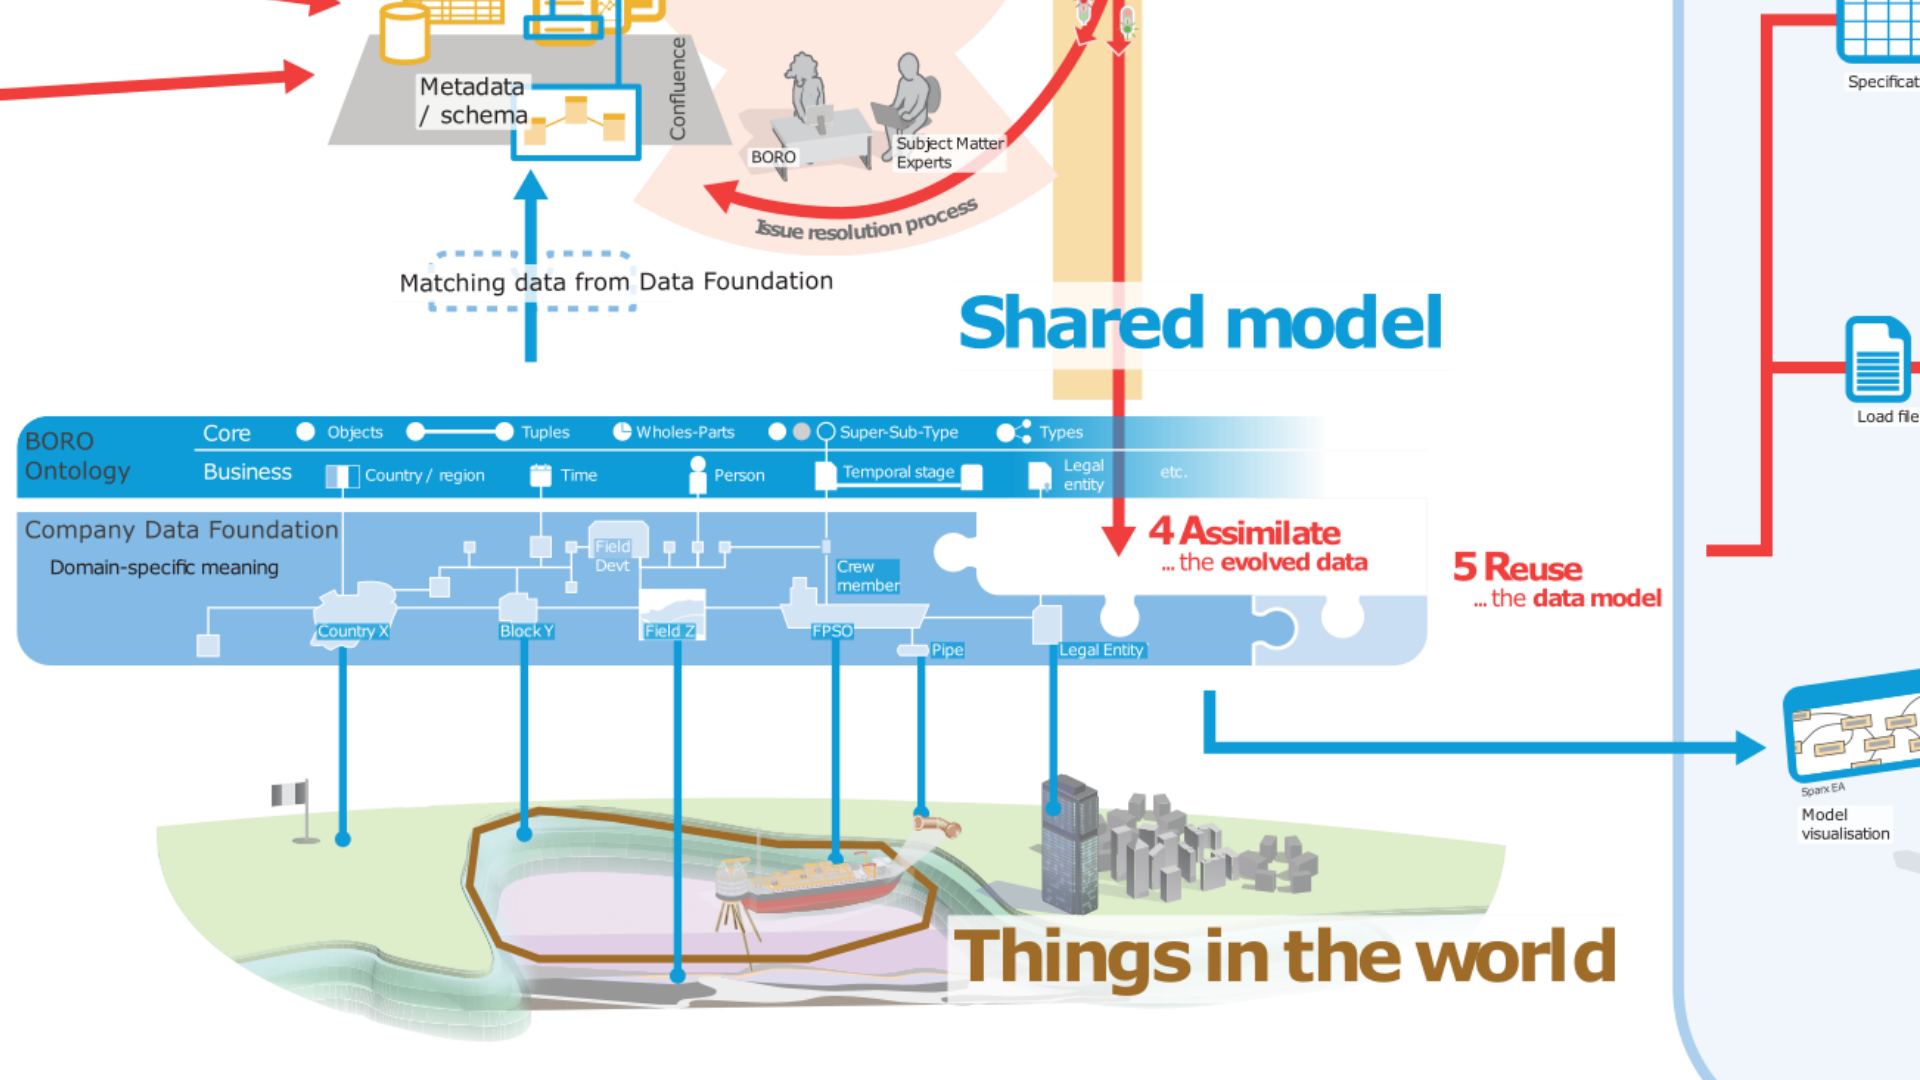 Metadata
/ schema
Confluence
BORO
Subject Matter
Experts
Issue resolution process
Matching data from Data Foundation
Shared model
BORO
Ontology
Core
Objects
Tuples
Wholes-Parts
Super-Sub-Type
Types
Business
Country / region
Time
Person
Temporal stage
Legal
entity
etc.
Company Data Foundation
Domain-specific meaning
Field
Devt
Crew
member
Country X
Block Y
Field Z
FPSO
Pipe
Legal Entity
4 Assimilate
... the evolved data
5 Reuse
... the data model
Things in the world
Specificat
Load file
Sparx EA
Model
visualisation